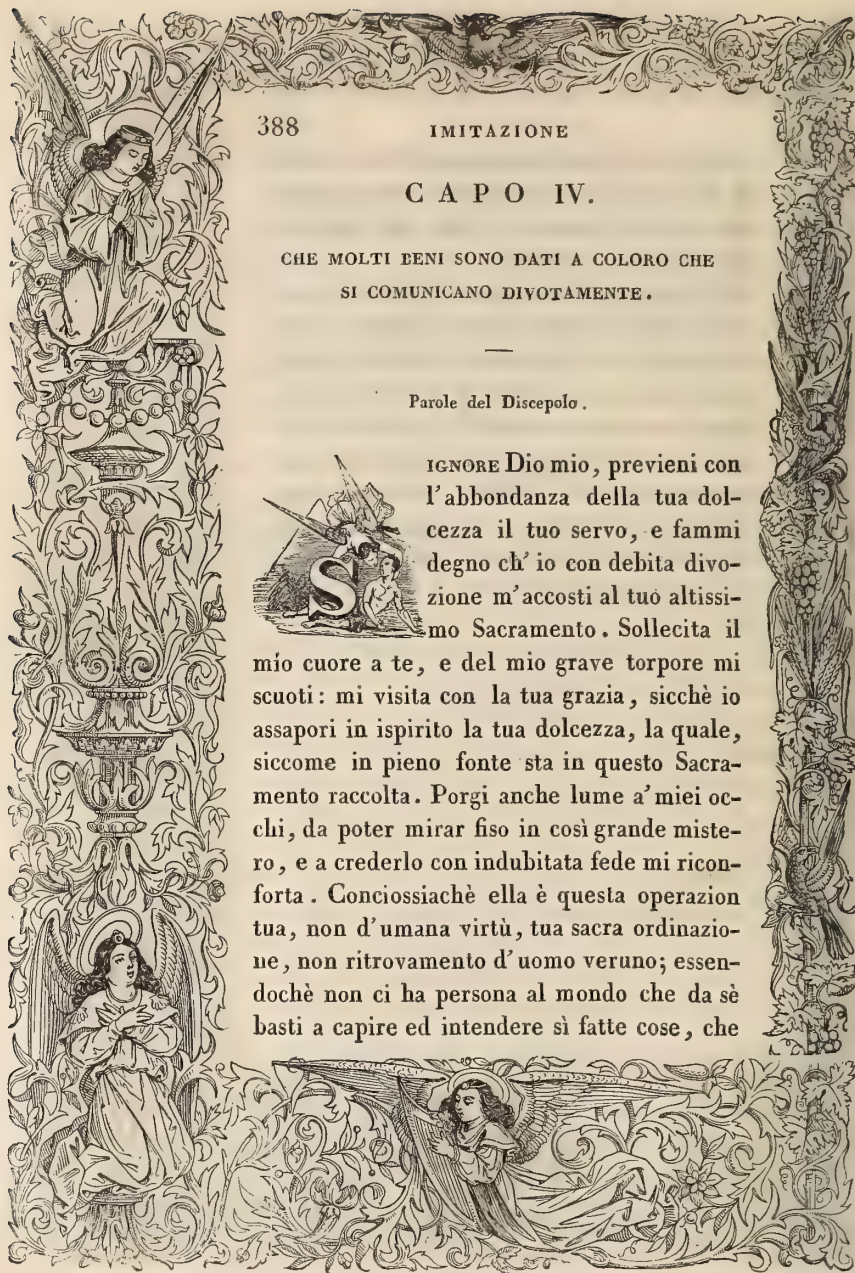 388 IMITAZIONE
CAPO IV.
CHE MOLTI BENI SONO DATI A COLORO CHE
SI COMUNICANO DIVOTAMENTE.
Parole del Discepolo.
SIGNORE Dio mio, previeni con
l'abbondanza della tua dol-
cezza il tuo servo, e fammi
degno ch' io con debita divo-
zione m'accosti al tuo altissi-
mo Sacramento. Sollecita il
mio cuore a te, e del mio grave torpore mi
scuoti: mi visita con la tua grazia, sicchè io
assapori in ispirito la tua dolcezza, la quale,
siccome in pieno fonte sta in questo Sacra-
mento raccolta. Porgi anche lume a' miei oc-
chi, da poter mirar fiso in così grande miste-
ro, e a crederlo con indubitata fede mi ricon-
forta. Conciossiachè ella è questa operazion
tua, non d'umana virtù, tua sacra ordinazio-
ne, non ritrovamento d'uomo veruno; essen-
dochè non ci ha persona al mondo che da sè
basti a capire ed intendere sì fatte cose, che